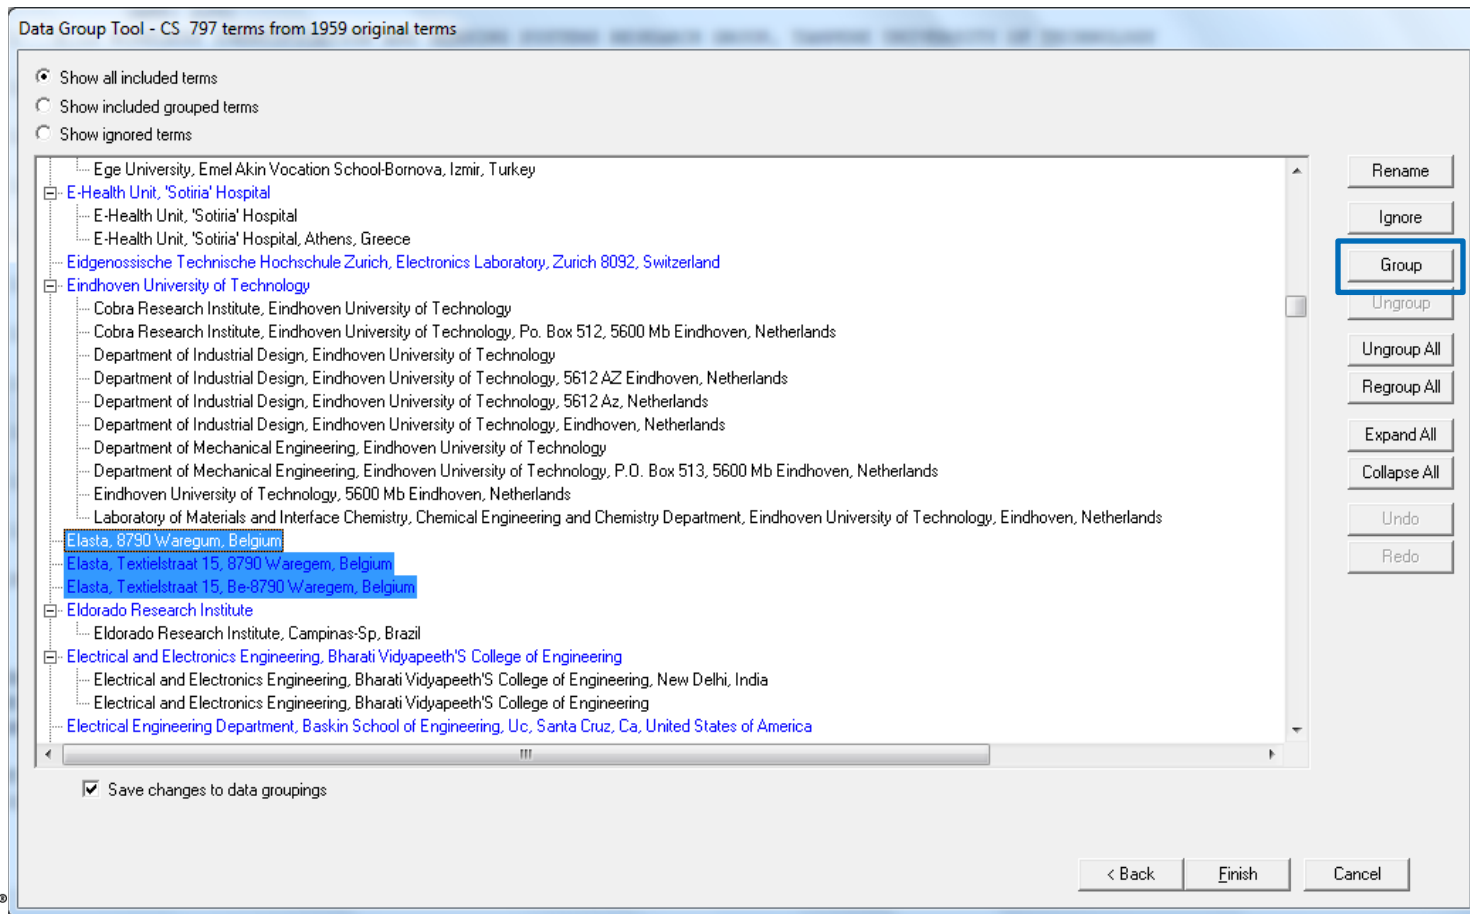 Data Group Tool - CS 797 terms from 1959 original terms
Show all included terms
Show included grouped terms
Show ignored terms
Ege University, Emel Akin Vocation School-Bornova, Izmir, Turkey
E-Health Unit, 'Sotiria' Hospital
E-Health Unit, 'Sotiria' Hospital
E-Health Unit, 'Sotiria' Hospital, Athens, Greece
Eidgenossische Technische Hochschule Zurich, Electronics Laboratory, Zurich 8092, Switzerland
Eindhoven University of Technology
Cobra Research Institute, Eindhoven University of Technology
Cobra Research Institute, Eindhoven University of Technology, Po. Box 512, 5600 Mb Eindhoven, Netherlands
Department of Industrial Design, Eindhoven University of Technology
Department of Industrial Design, Eindhoven University of Technology, 5612 AZ Eindhoven, Netherlands
Department of Industrial Design, Eindhoven University of Technology, 5612 Az, Netherlands
Department of Industrial Design, Eindhoven University of Technology, Eindhoven, Netherlands
Department of Mechanical Engineering, Eindhoven University of Technology
Department of Mechanical Engineering, Eindhoven University of Technology, P.O. Box 513, 5600 Mb Eindhoven, Netherlands
Eindhoven University of Technology, 5600 Mb Eindhoven, Netherlands
Laboratory of Materials and Interface Chemistry, Chemical Engineering and Chemistry Department, Eindhoven University of Technology, Eindhoven, Netherlands
Elasta, 8790 Waregum, Belgium
Elasta, Textielstraat 15, 8790 Waregem, Belgium
Elasta, Textielstraat 15, Be-8790 Waregem, Belgium
Eldorado Research Institute
Eldorado Research Institute, Campinas-Sp, Brazil
Electrical and Electronics Engineering, Bharati Vidyapeeth'S College of Engineering
Electrical and Electronics Engineering, Bharati Vidyapeeth'S College of Engineering, New Delhi, India
Electrical and Electronics Engineering, Bharati Vidyapeeth'S College of Engineering
Electrical Engineering Department, Baskin School of Engineering, Uc, Santa Cruz, Ca, United States of America
Rename
Ignore
Group
Ungroup
Ungroup All
Regroup All
Expand All
Collapse All
Undo
Redo
Save changes to data groupings
< Back
Finish
Cancel
®